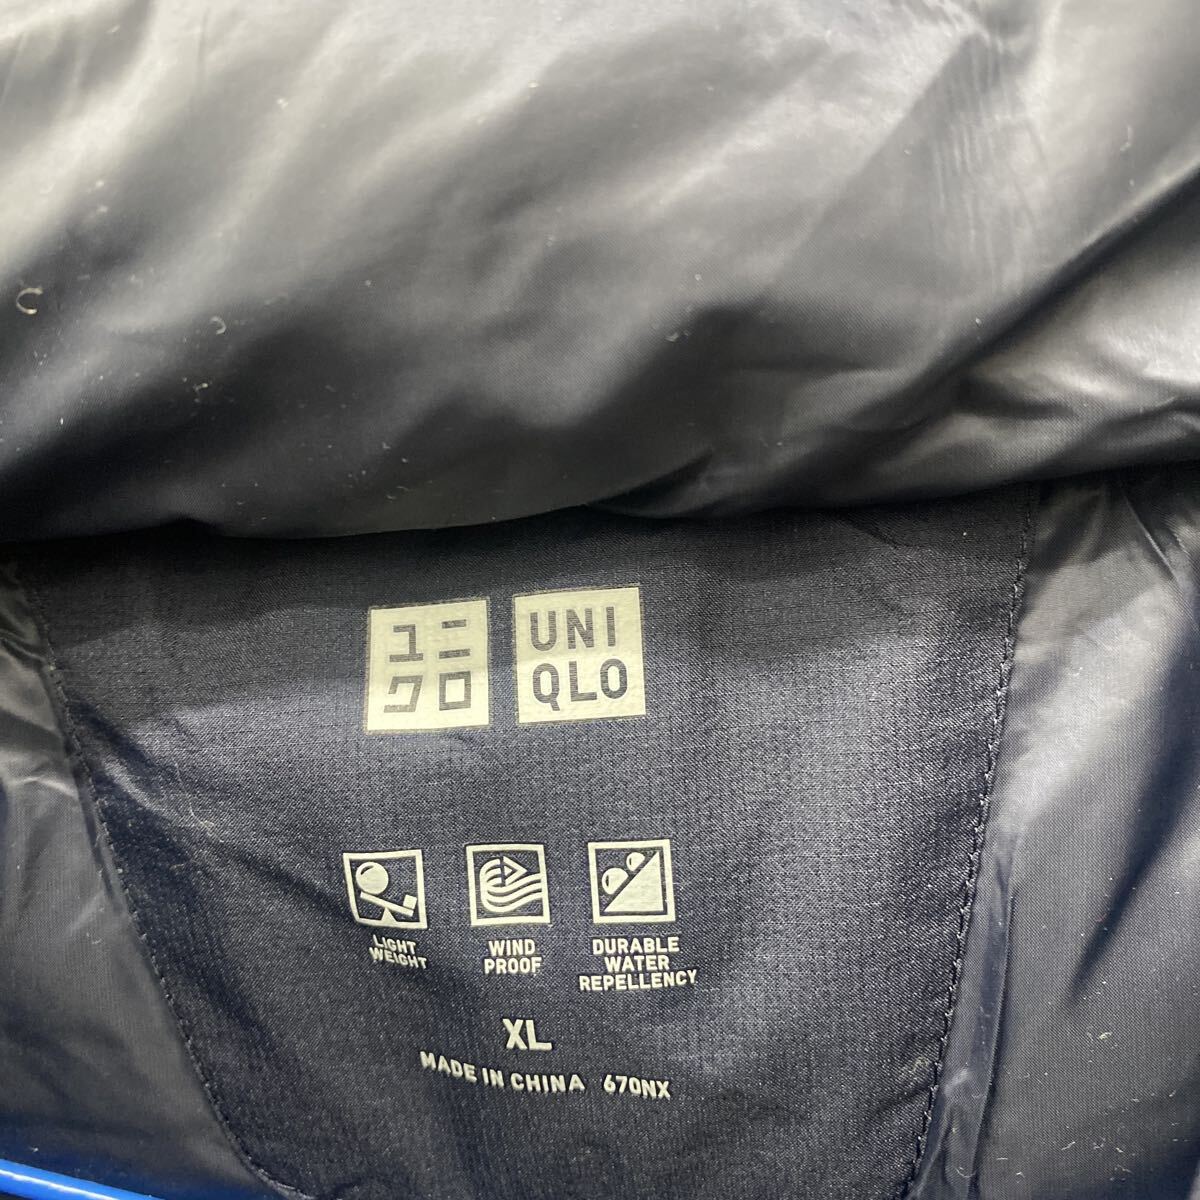 ユニ
クロ
UNI
QLO
LIGHT
WEIGHT
WIND
PROOF
DURABLE
WATER
REPELLENCY
XL
MADE IN CHINA 670NX